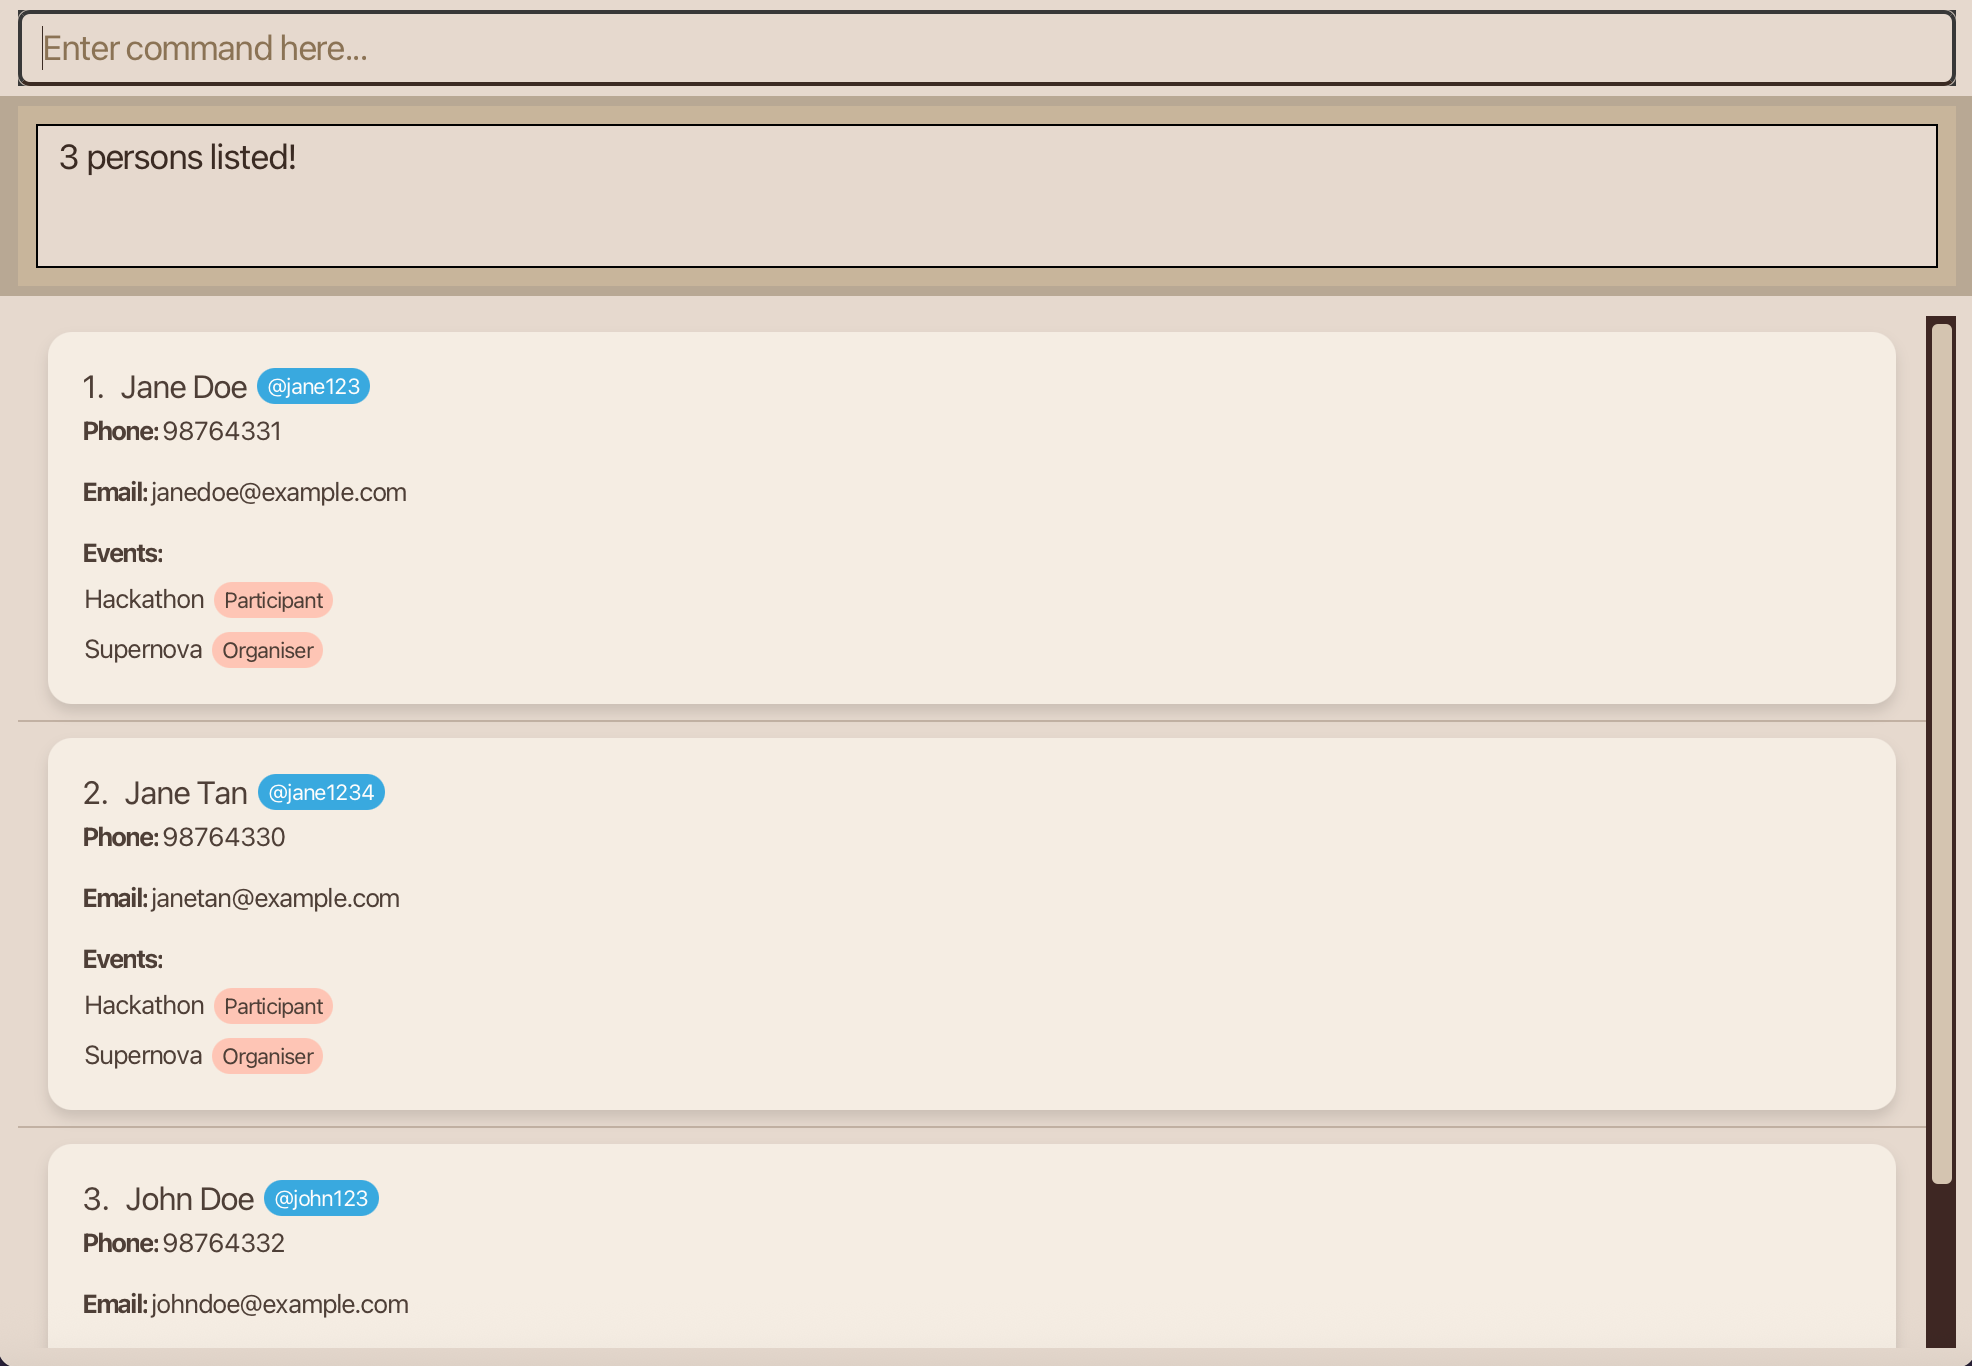 Enter command here...
3 persons listed!
1. Jane Doe @jane123
Phone: 98764331
Email: janedoe@example.com
Events:
Hackathon Participant
Supernova Organiser
2. Jane Tan @jane1234
Phone: 98764330
Email: janetan@example.com
Events:
Hackathon Participant
Supernova Organiser
3. John Doe @john123
Phone: 98764332
Email: johndoe@example.com